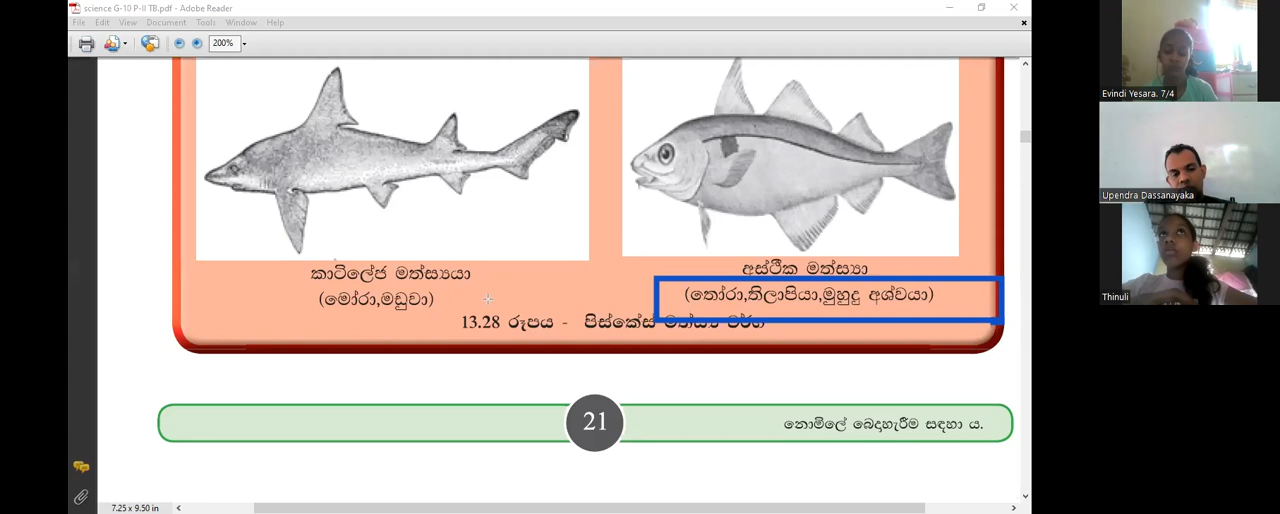 science G-10 P-II TB.pdf - Adobe Reader
File Edit View Document Tools Window Help
200%
කාටිලේජ මත්ස්‍යයා
(මෝරා,මඩුවා)
අස්ථික මත්ස්‍යා
(තෝරා,තිලාපියා,මුහුදු අශ්වයා)
13.28 රූපය - පිස්කේස් මත්ස්‍ය වර්ග
21
නොමිලේ බෙදාහැරීම සඳහා ය.
7.25 x 9.50 in
Evindi Yesara. 7/4
Upendra Dassanayaka
Thinuli